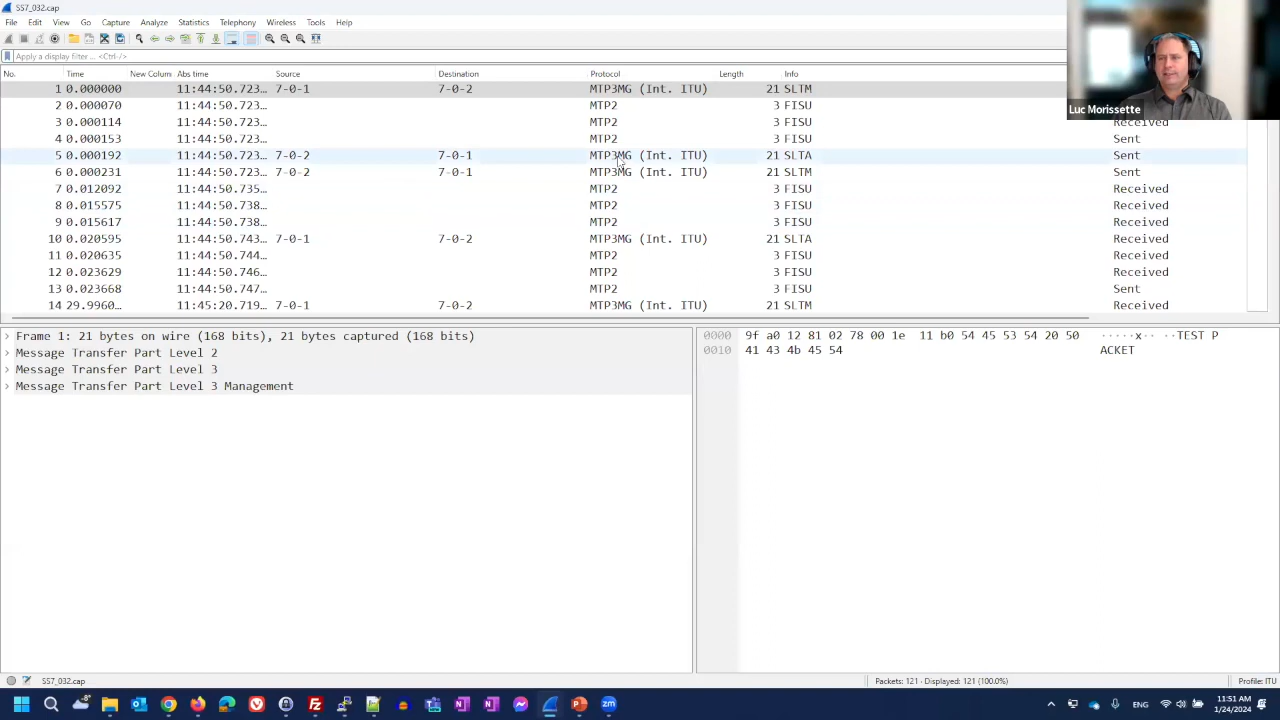 SS7_032.cap
File Edit View Go Capture Analyze Statistics Telephony Wireless Tools Help
Apply a display filter ... <Ctrl-/>
No. Time New Colum Abs time Source Destination Protocol Length Info
1 0.000000 11:44:50.723… 7-0-1 7-0-2 MTP3MG (Int. ITU) 21 SLTM
2 0.000070 11:44:50.723… MTP2 3 FISU
3 0.000114 11:44:50.723… MTP2 3 FISU Received
4 0.000153 11:44:50.723… MTP2 3 FISU Sent
5 0.000192 11:44:50.723… 7-0-2 7-0-1 MTP3MG (Int. ITU) 21 SLTA Sent
6 0.000231 11:44:50.723… 7-0-2 7-0-1 MTP3MG (Int. ITU) 21 SLTM Sent
7 0.012092 11:44:50.735… MTP2 3 FISU Received
8 0.015575 11:44:50.738… MTP2 3 FISU Received
9 0.015617 11:44:50.738… MTP2 3 FISU Received
10 0.020595 11:44:50.743… 7-0-1 7-0-2 MTP3MG (Int. ITU) 21 SLTA Received
11 0.020635 11:44:50.744… MTP2 3 FISU Received
12 0.023629 11:44:50.746… MTP2 3 FISU Received
13 0.023668 11:44:50.747… MTP2 3 FISU Sent
14 29.9960… 11:45:20.719… 7-0-1 7-0-2 MTP3MG (Int. ITU) 21 SLTM Received
Luc Morissette
Frame 1: 21 bytes on wire (168 bits), 21 bytes captured (168 bits)
Message Transfer Part Level 2
Message Transfer Part Level 3
Message Transfer Part Level 3 Management
0000 9f a0 12 81 02 78 00 1e 11 b0 54 45 53 54 20 50 ·····x·· ··TEST P
0010 41 43 4b 45 54 ACKET
SS7_032.cap
Packets: 121 · Displayed: 121 (100.0%)
Profile: ITU
8°
ENG
11:51 AM
1/24/2024